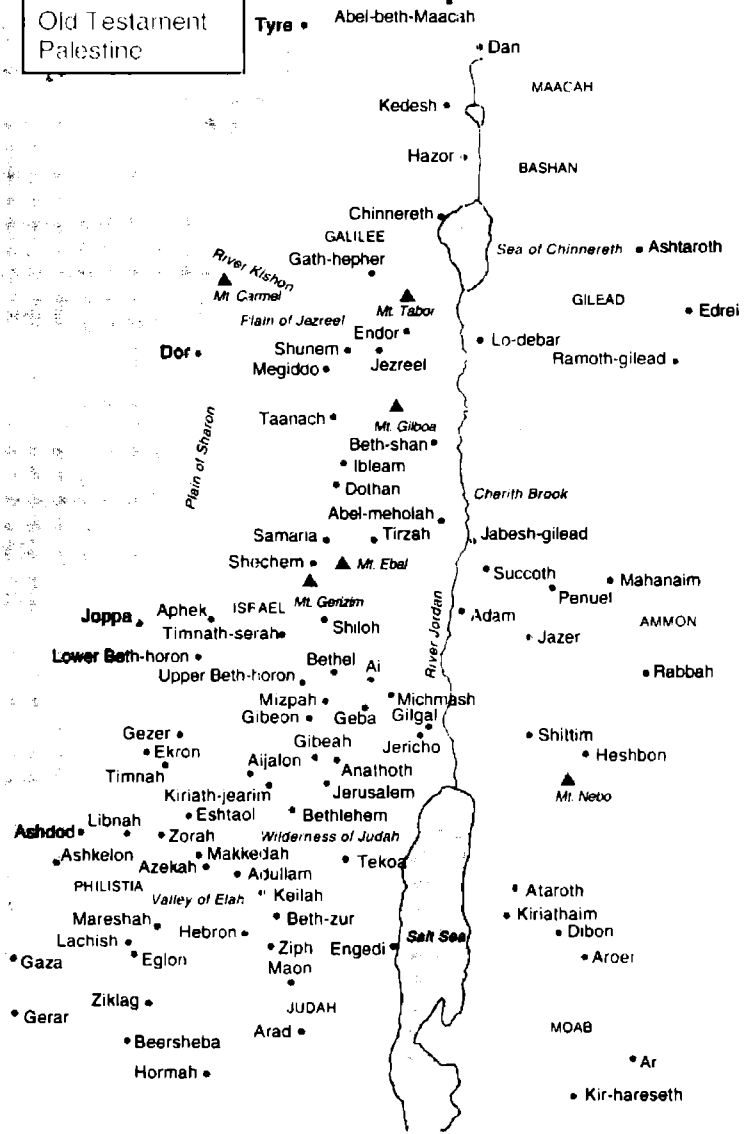 Old Testament
Palestine
Tyre
Abel-beth-Maacah
Dan
MAACAH
Kedesh
Hazor
BASHAN
Chinnereth
GALILEE
Sea of Chinnereth
Ashtaroth
Gath-hepher
River Kishon
Mt. Carmel
Mt. Tabor
GILEAD
Edrei
Plain of Jezreel
Endor
Lo-debar
Dor
Shunem
Jezreel
Ramoth-gilead
Megiddo
Taanach
Mt. Gilboa
Plain of Sharon
Beth-shan
Ibleam
Dothan
Cherith Brook
Abel-meholah
Samaria
Tirzah
Jabesh-gilead
Shechem
Mt. Ebal
Succoth
Mahanaim
Penuel
Mt. Gerizim
ISRAEL
Aphek
Joppa
Shiloh
Adam
AMMON
Timnath-serah
Jazer
River Jordan
Lower Beth-horon
Bethel
Ai
Rabbah
Upper Beth-horon
Mizpah
Michmash
Gibeon
Geba
Gilgal
Gezer
Jericho
Shittim
Ekron
Gibeah
Heshbon
Aijalon
Anathoth
Timnah
Kiriath-jearim
Jerusalem
Mt. Nebo
Eshtaol
Bethlehem
Libnah
Ashdod
Zorah
Wilderness of Judah
Ashkelon
Makkedah
Tekoa
Azekah
Adullam
PHILISTIA
Valley of Elah
Keilah
Ataroth
Mareshah
Beth-zur
Kiriathaim
Hebron
Dibon
Lachish
Ziph
Engedi
Salt Sea
Gaza
Eglon
Aroer
Maon
Ziklag
JUDAH
Gerar
Arad
MOAB
Beersheba
Ar
Hormah
Kir-hareseth